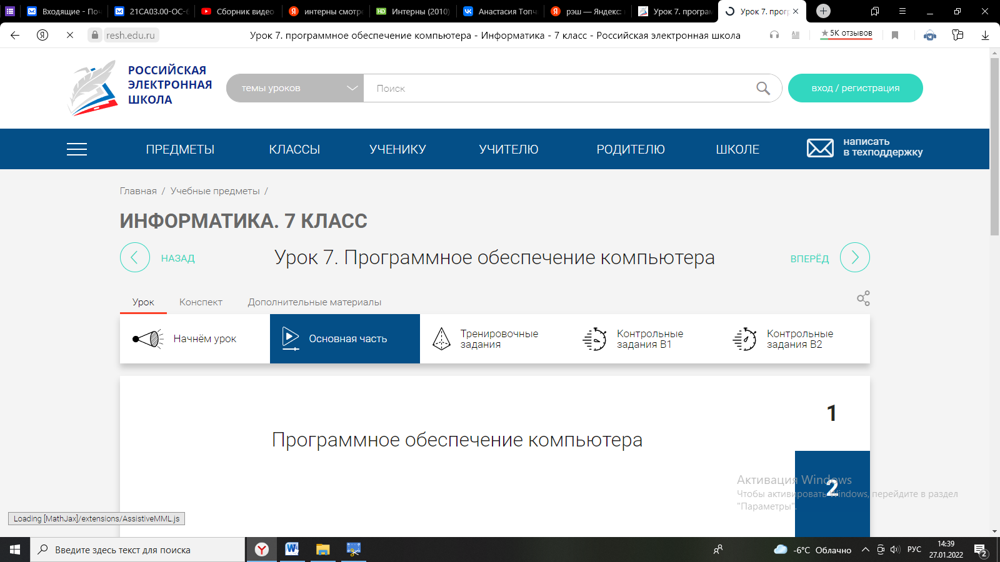 Входящие - Поч
21СА03.00-ОС-6
Сборник видео
интерны смотре
Интерны (2010)
Анастасия Топч
рэш — Яндекс:
Урок 7. програм
Урок 7. прог
resh.edu.ru
Урок 7. программное обеспечение компьютера - Информатика - 7 класс - Российская электронная школа
5К отзывов
РОССИЙСКАЯ
ЭЛЕКТРОННАЯ
ШКОЛА
темы уроков
Поиск
вход / регистрация
ПРЕДМЕТЫ
КЛАССЫ
УЧЕНИКУ
УЧИТЕЛЮ
РОДИТЕЛЮ
ШКОЛЕ
написать
в техподдержку
Главная / Учебные предметы /
ИНФОРМАТИКА. 7 КЛАСС
НАЗАД
Урок 7. Программное обеспечение компьютера
ВПЕРЁД
Урок
Конспект
Дополнительные материалы
Начнём урок
Основная часть
Тренировочные
задания
Контрольные
задания В1
Контрольные
задания В2
1
Программное обеспечение компьютера
2
Активация Windows
Чтобы активировать Windows, перейдите в раздел
"Параметры".
Loading [MathJax]/extensions/AssistiveMML.js
Введите здесь текст для поиска
-6°C Облачно
РУС
14:39
27.01.2022
2